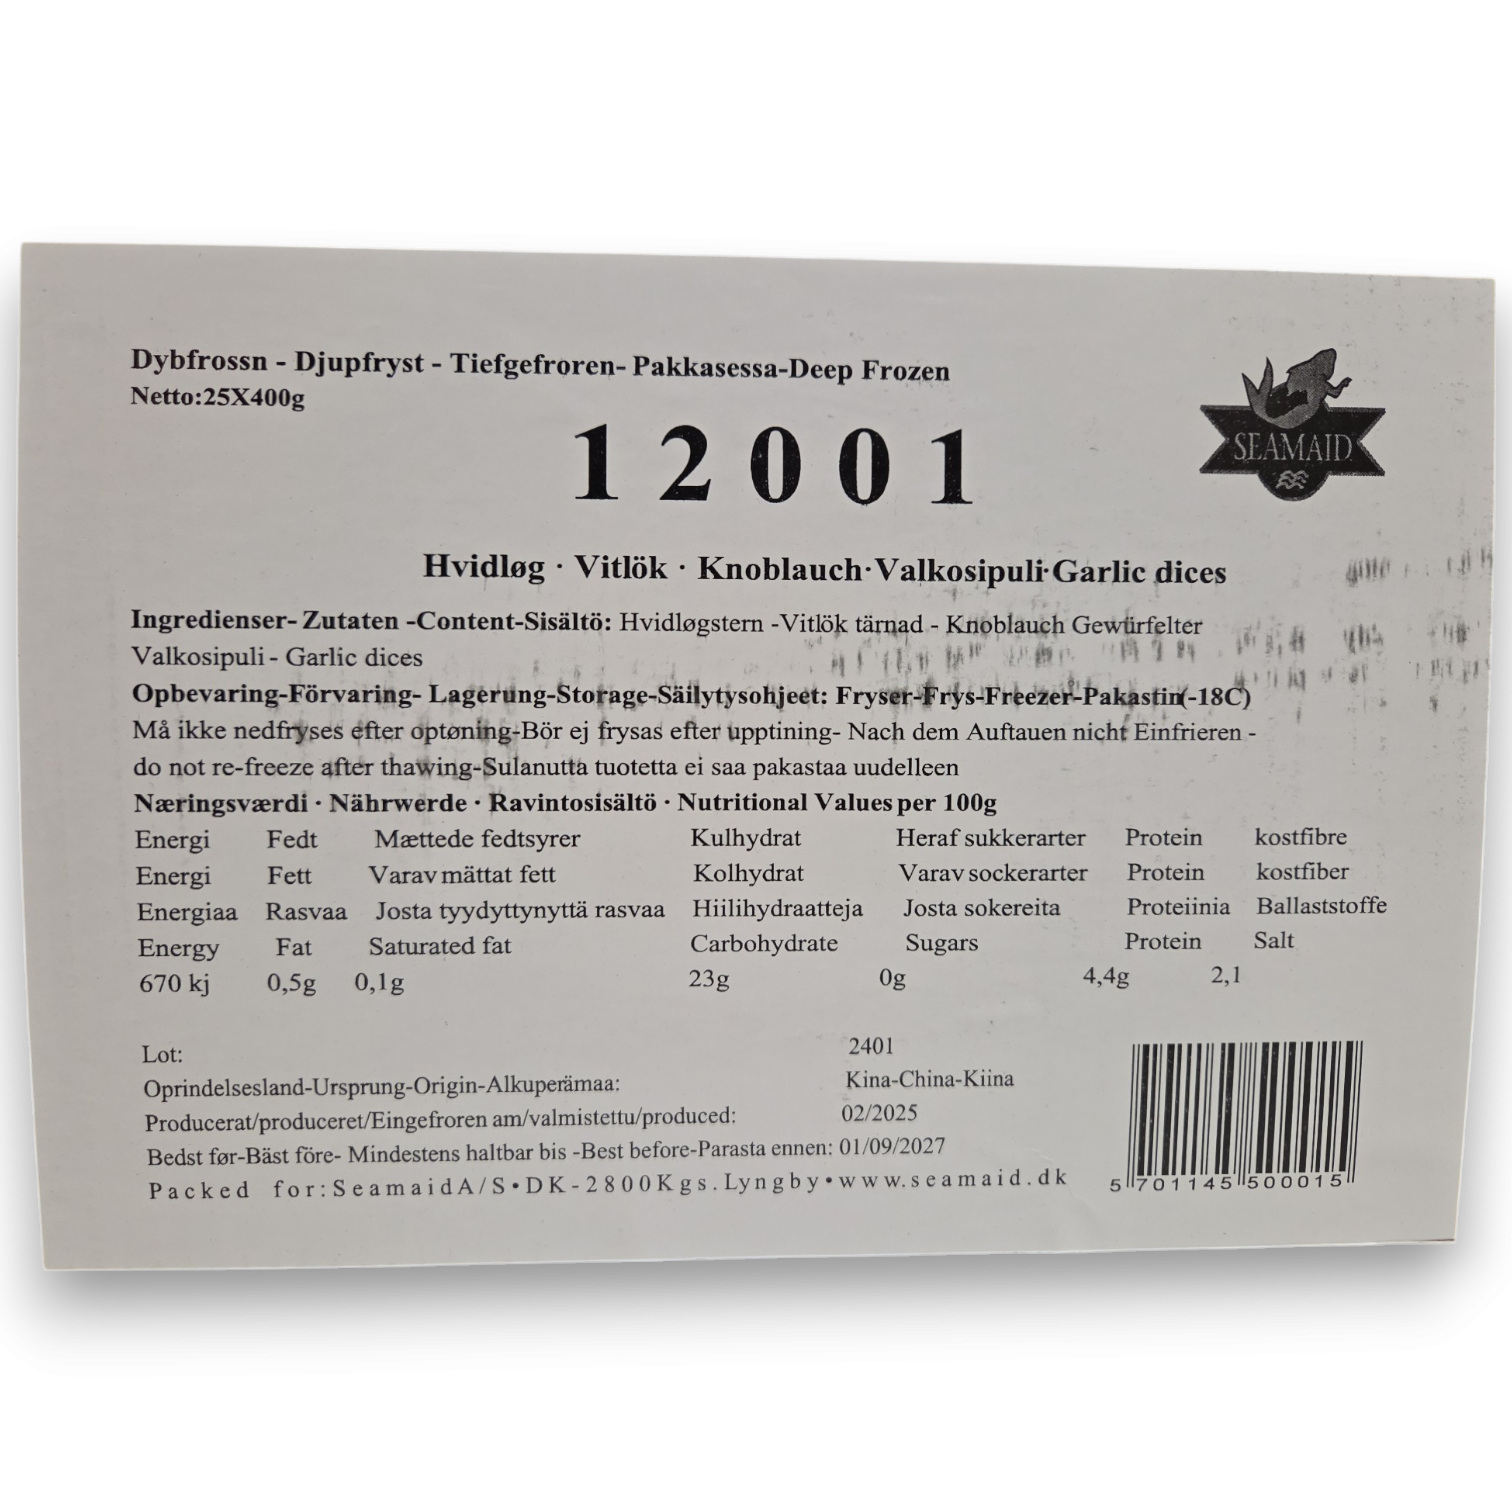 Dybfrossn - Djupfryst - Tiefgefroren- Pakkasessa-Deep Frozen
Netto:25X400g
12001
SEAMAID
Hvidløg · Vitlök · Knoblauch·Valkosipuli·Garlic dices
Ingredienser- Zutaten -Content-Sisältö: Hvidløgstern -Vitlök tärnad - Knoblauch Gewürfelter
Valkosipuli - Garlic dices
Opbevaring-Förvaring- Lagerung-Storage-Säilytysohjeet: Fryser-Frys-Freezer-Pakastin(-18C)
Må ikke nedfryses efter optøning-Bör ej frysas efter upptining- Nach dem Auftauen nicht Einfrieren -
do not re-freeze after thawing-Sulanutta tuotetta ei saa pakastaa uudelleen
Næringsværdi · Nährwerde · Ravintosisältö · Nutritional Values per 100g
Energi Fedt Mættede fedtsyrer Kulhydrat Heraf sukkerarter Protein kostfibre
Energi Fett Varav mättat fett Kolhydrat Varav sockerarter Protein kostfiber
Energiaa Rasvaa Josta tyydyttynyttä rasvaa Hiilihydraatteja Josta sokereita Proteiinia Ballaststoffe
Energy Fat Saturated fat Carbohydrate Sugars Protein Salt
670 kj 0,5g 0,1g 23g 0g 4,4g 2,1
Lot: 2401
Oprindelsesland-Ursprung-Origin-Alkuperämaa: Kina-China-Kiina
Producerat/produceret/Eingefroren am/valmistettu/produced: 02/2025
Bedst før-Bäst före- Mindestens haltbar bis -Best before-Parasta ennen: 01/09/2027
Packed for:SeamaidA/S•DK-2800Kgs.Lyngby•www.seamaid.dk
5 701145 500015